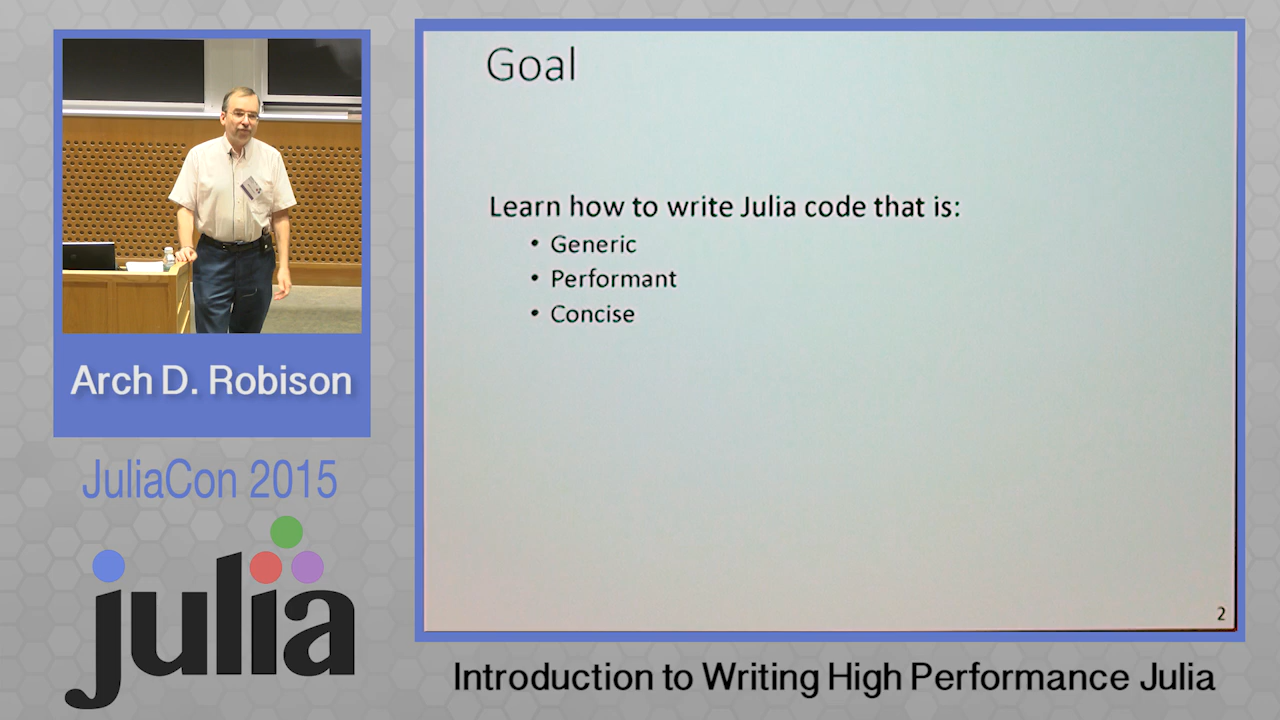 Arch D. Robison
JuliaCon 2015
julia
Goal
Learn how to write Julia code that is:
• Generic
• Performant
• Concise
2
Introduction to Writing High Performance Julia